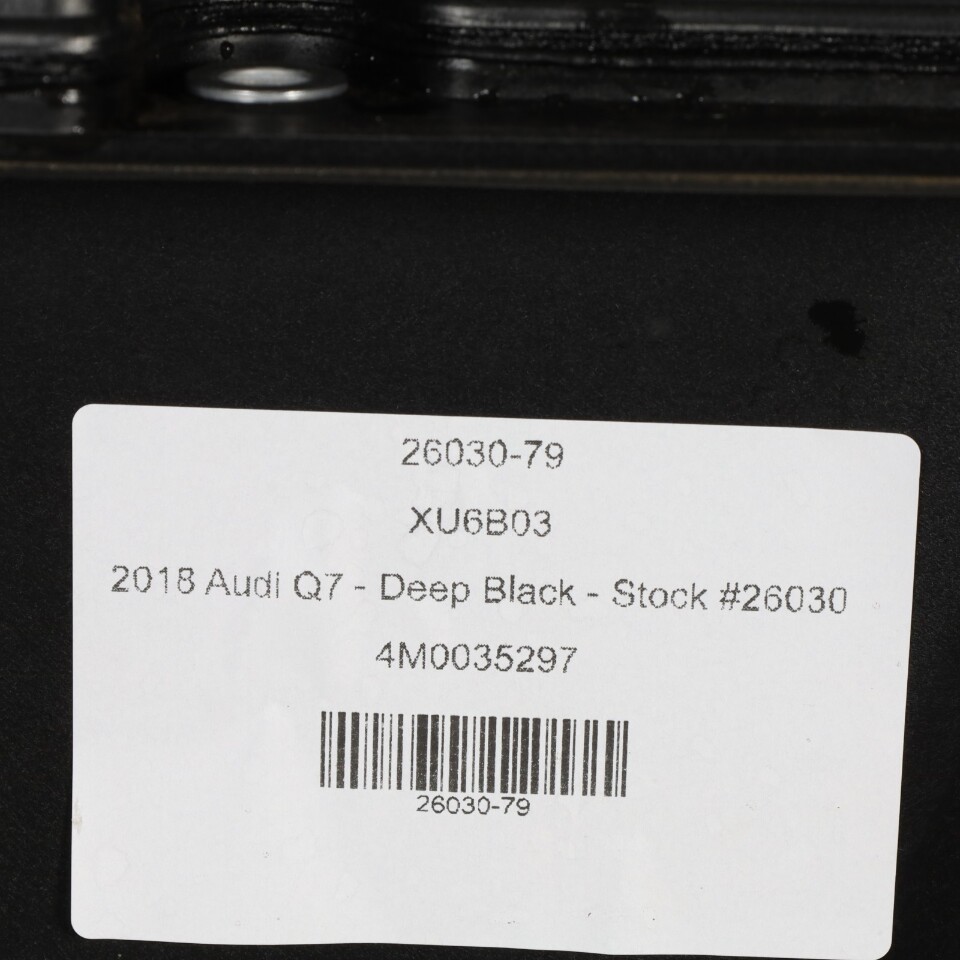 26030-79
XU6B03
2018 Audi Q7 - Deep Black - Stock #26030
4M0035297
26030-79